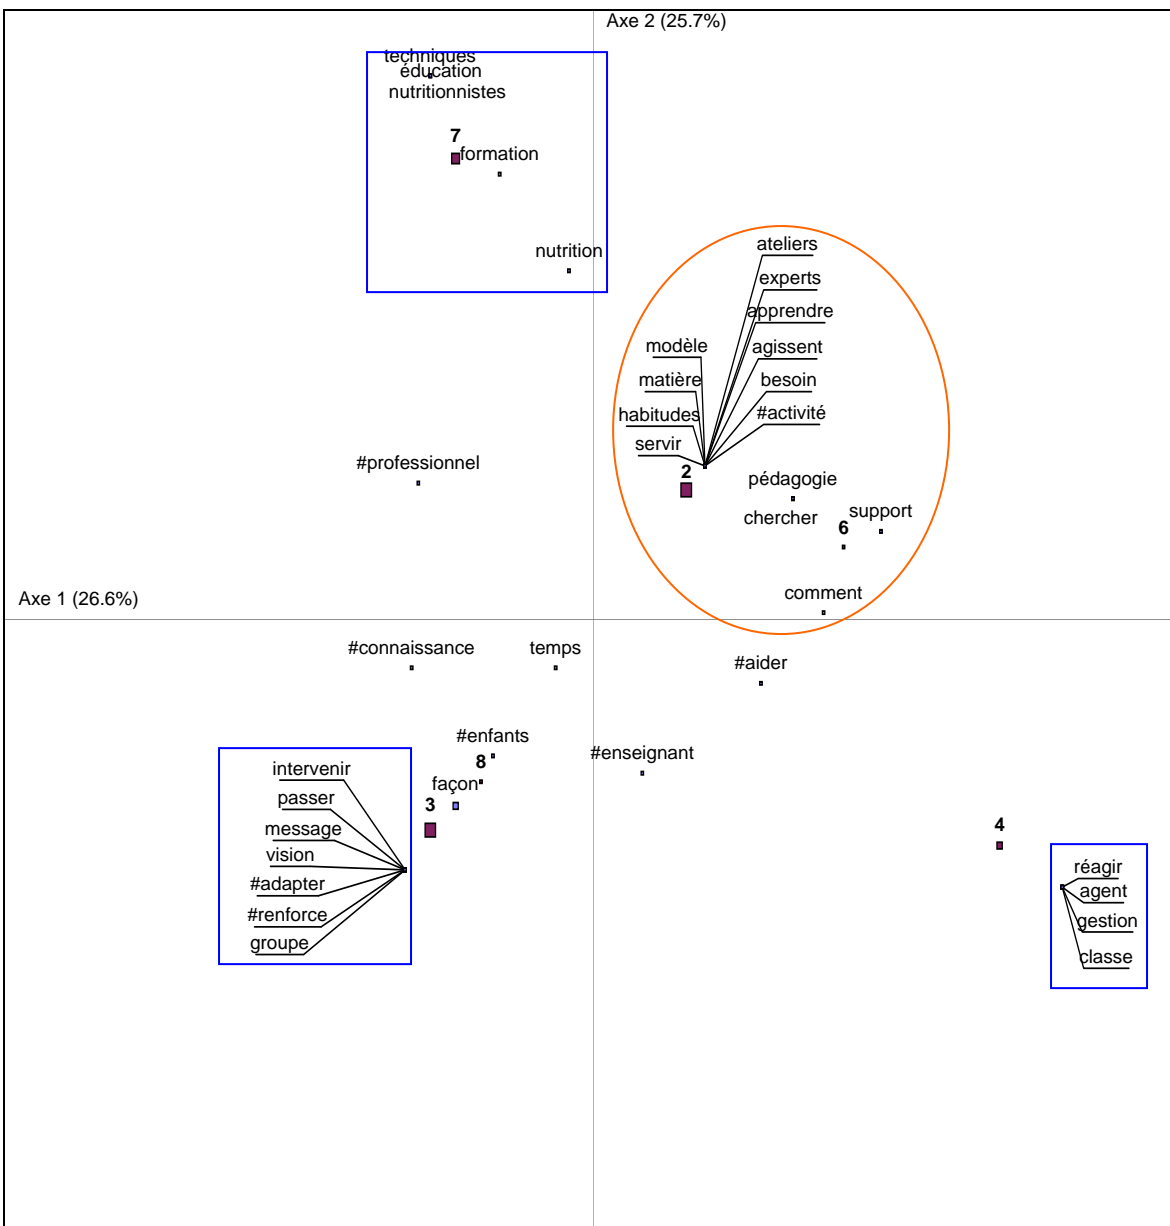 Axe 2 (25.7%)
techniques
éducation
nutritionnistes
7
formation
nutrition
ateliers
experts
apprendre
modèle
agissent
matière
besoin
habitudes
#activité
servir
#professionnel
2
pédagogie
chercher
support
6
comment
Axe 1 (26.6%)
#connaissance
temps
#aider
#enfants
#enseignant
8
façon
3
intervenir
passer
message
vision
#adapter
#renforce
groupe
4
réagir
agent
gestion
classe